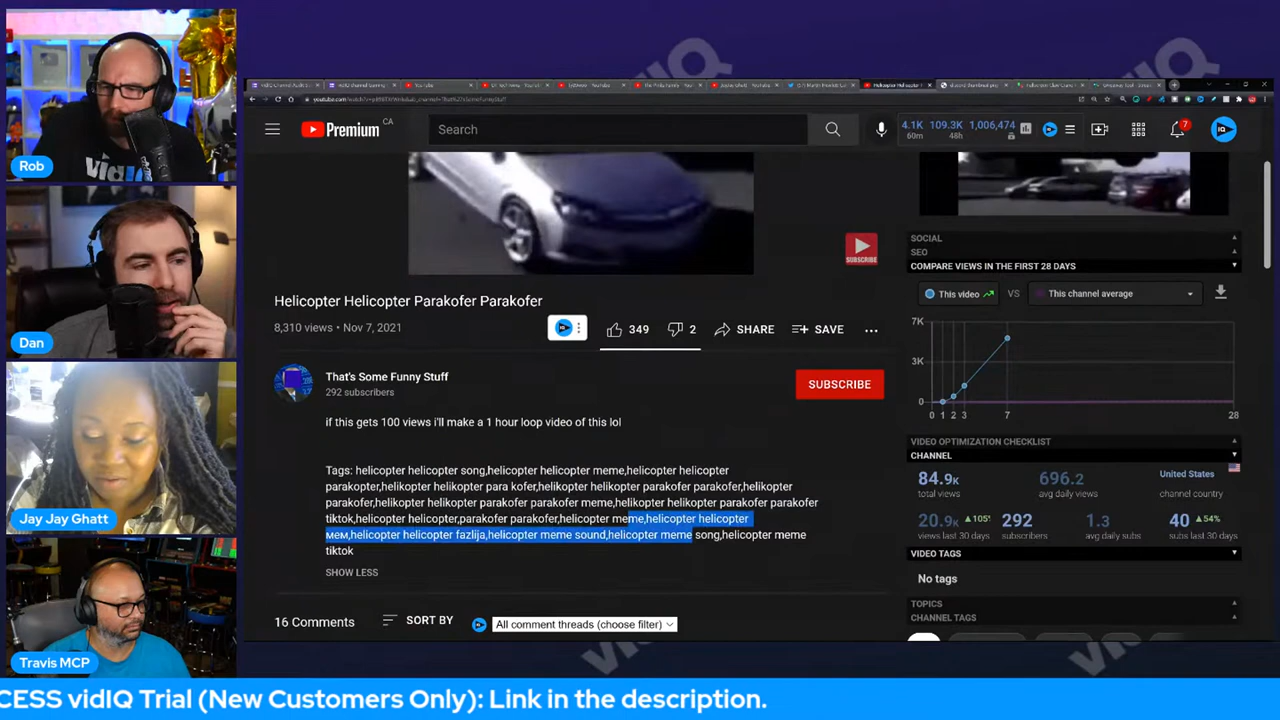 Rob
Dan
Jay Jay Ghatt
Travis MCP
vidIQ
Premium
CA
Search
4.1K 109.3K 1,006,474
60m 48h
7
SUBSCRIBE
Helicopter Helicopter Parakofer Parakofer
8,310 views • Nov 7, 2021
349
2
SHARE
SAVE
That's Some Funny Stuff
292 subscribers
SUBSCRIBE
if this gets 100 views i'll make a 1 hour loop video of this lol
Tags: helicopter helicopter song,helicopter helicopter meme,helicopter helicopter
parakopter,helikopter helikopter para kofer,helikopter helikopter parakofer parakofer,helikopter
parakofer,helikopter helikopter parakofer parakofer meme,helikopter helikopter parakofer parakofer
tiktok,helicopter helicopter,parakofer parakofer,helicopter meme,helicopter helicopter
мем,helicopter helicopter fazlija,helicopter meme sound,helicopter meme song,helicopter meme
tiktok
SHOW LESS
16 Comments
SORT BY
All comment threads (choose filter)
SOCIAL
SEO
COMPARE VIEWS IN THE FIRST 28 DAYS
This video
VS
This channel average
7K
3K
0
0 1 2 3 7 28
VIDEO OPTIMIZATION CHECKLIST
CHANNEL
84.9k
total views
696.2
avg daily views
United States
channel country
20.9k ▲105%
views last 30 days
292
subscribers
1.3
avg daily subs
40 ▲54%
subs last 30 days
VIDEO TAGS
No tags
TOPICS
CHANNEL TAGS
CESS vidIQ Trial (New Customers Only): Link in the description.